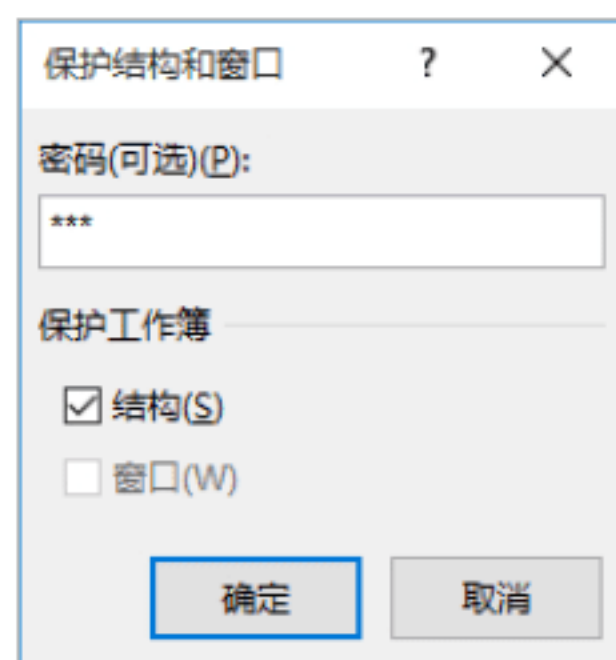 保护结构和窗口 ? ×
密码(可选)(P):
***
保护工作簿
结构(S)
窗口(W)
确定 取消